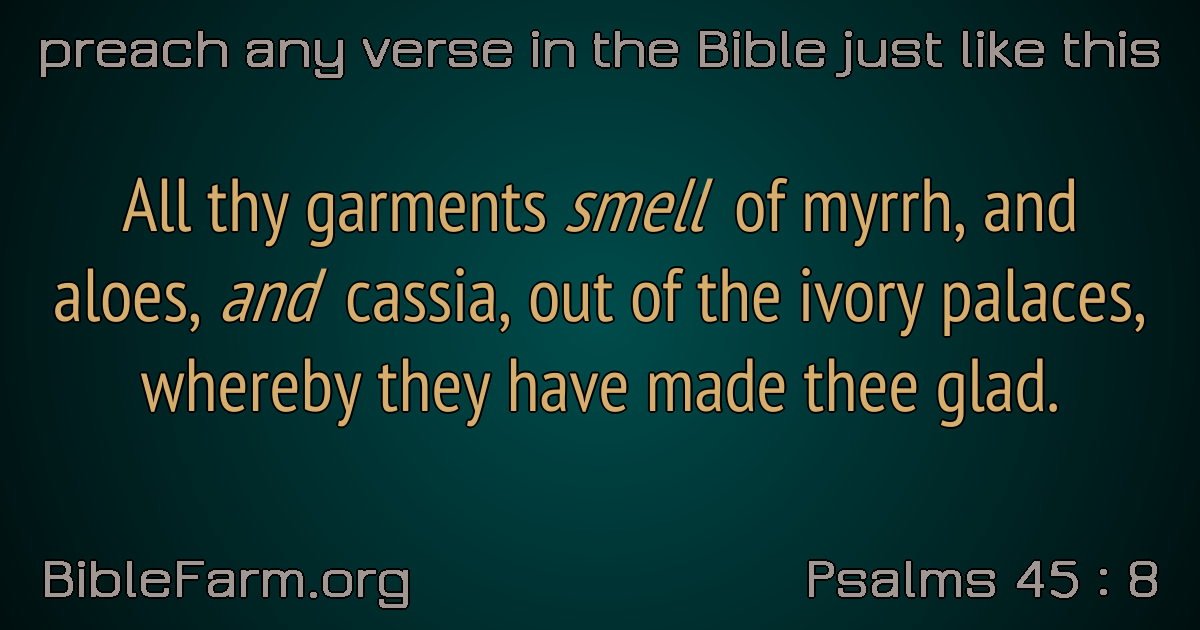 preach any verse in the Bible just like this
All thy garments smell of myrrh, and
aloes, and cassia, out of the ivory palaces,
whereby they have made thee glad.
BibleFarm.org
Psalms 45 : 8